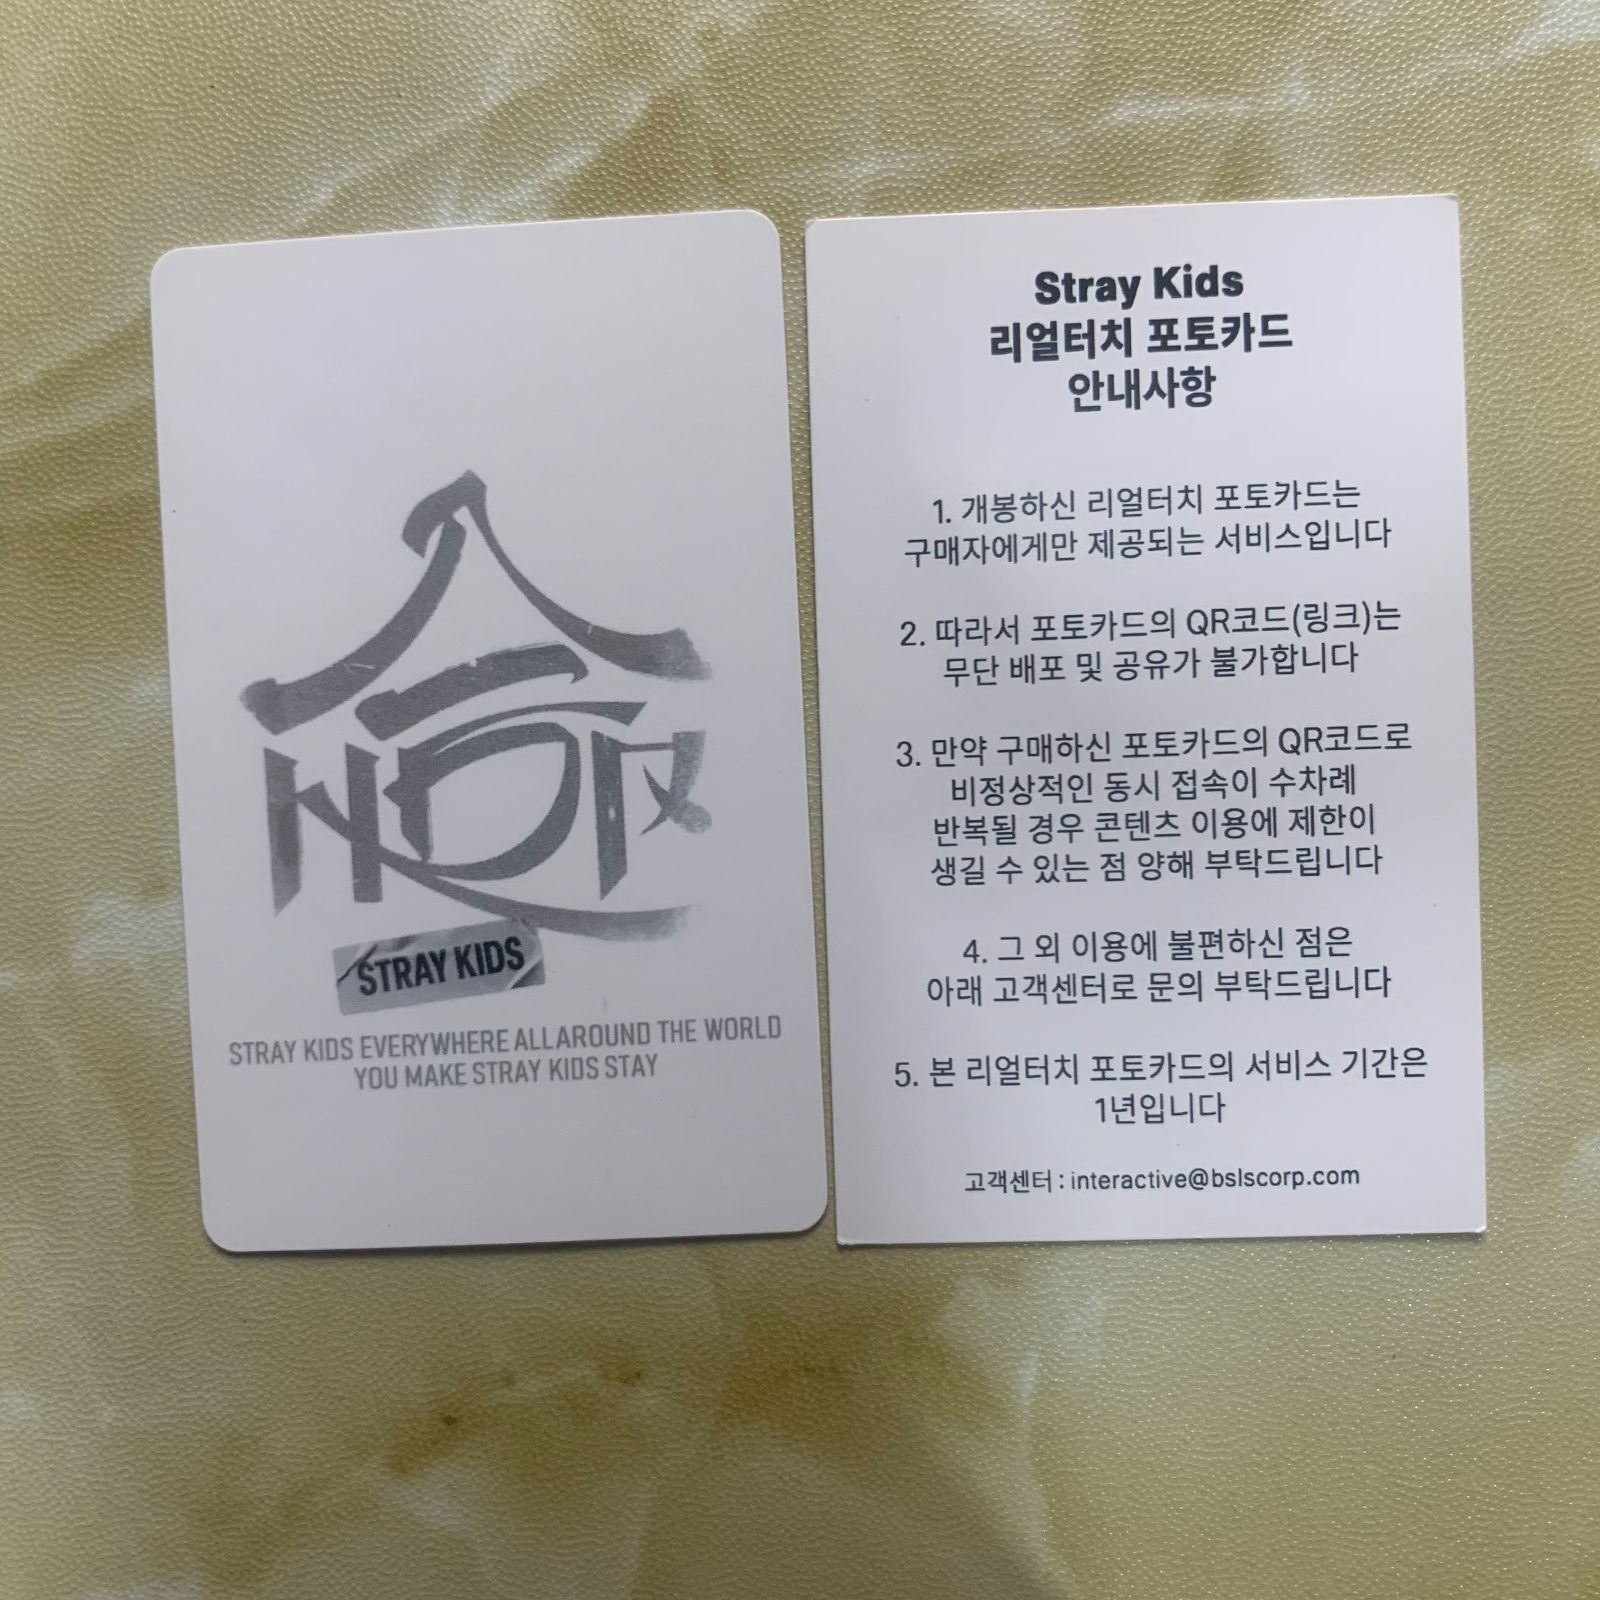 STRAY KIDS
STRAY KIDS EVERYWHERE ALL AROUND THE WORLD
YOU MAKE STRAY KIDS STAY
Stray Kids
리얼터치 포토카드
안내사항
1. 개봉하신 리얼터치 포토카드는
구매자에게만 제공되는 서비스입니다
2. 따라서 포토카드의 QR코드(링크)는
무단 배포 및 공유가 불가합니다
3. 만약 구매하신 포토카드의 QR코드로
비정상적인 동시 접속이 수차례
반복될 경우 콘텐츠 이용에 제한이
생길 수 있는 점 양해 부탁드립니다
4. 그 외 이용에 불편하신 점은
아래 고객센터로 문의 부탁드립니다
5. 본 리얼터치 포토카드의 서비스 기간은
1년입니다
고객센터 : interactive@bslscorp.com